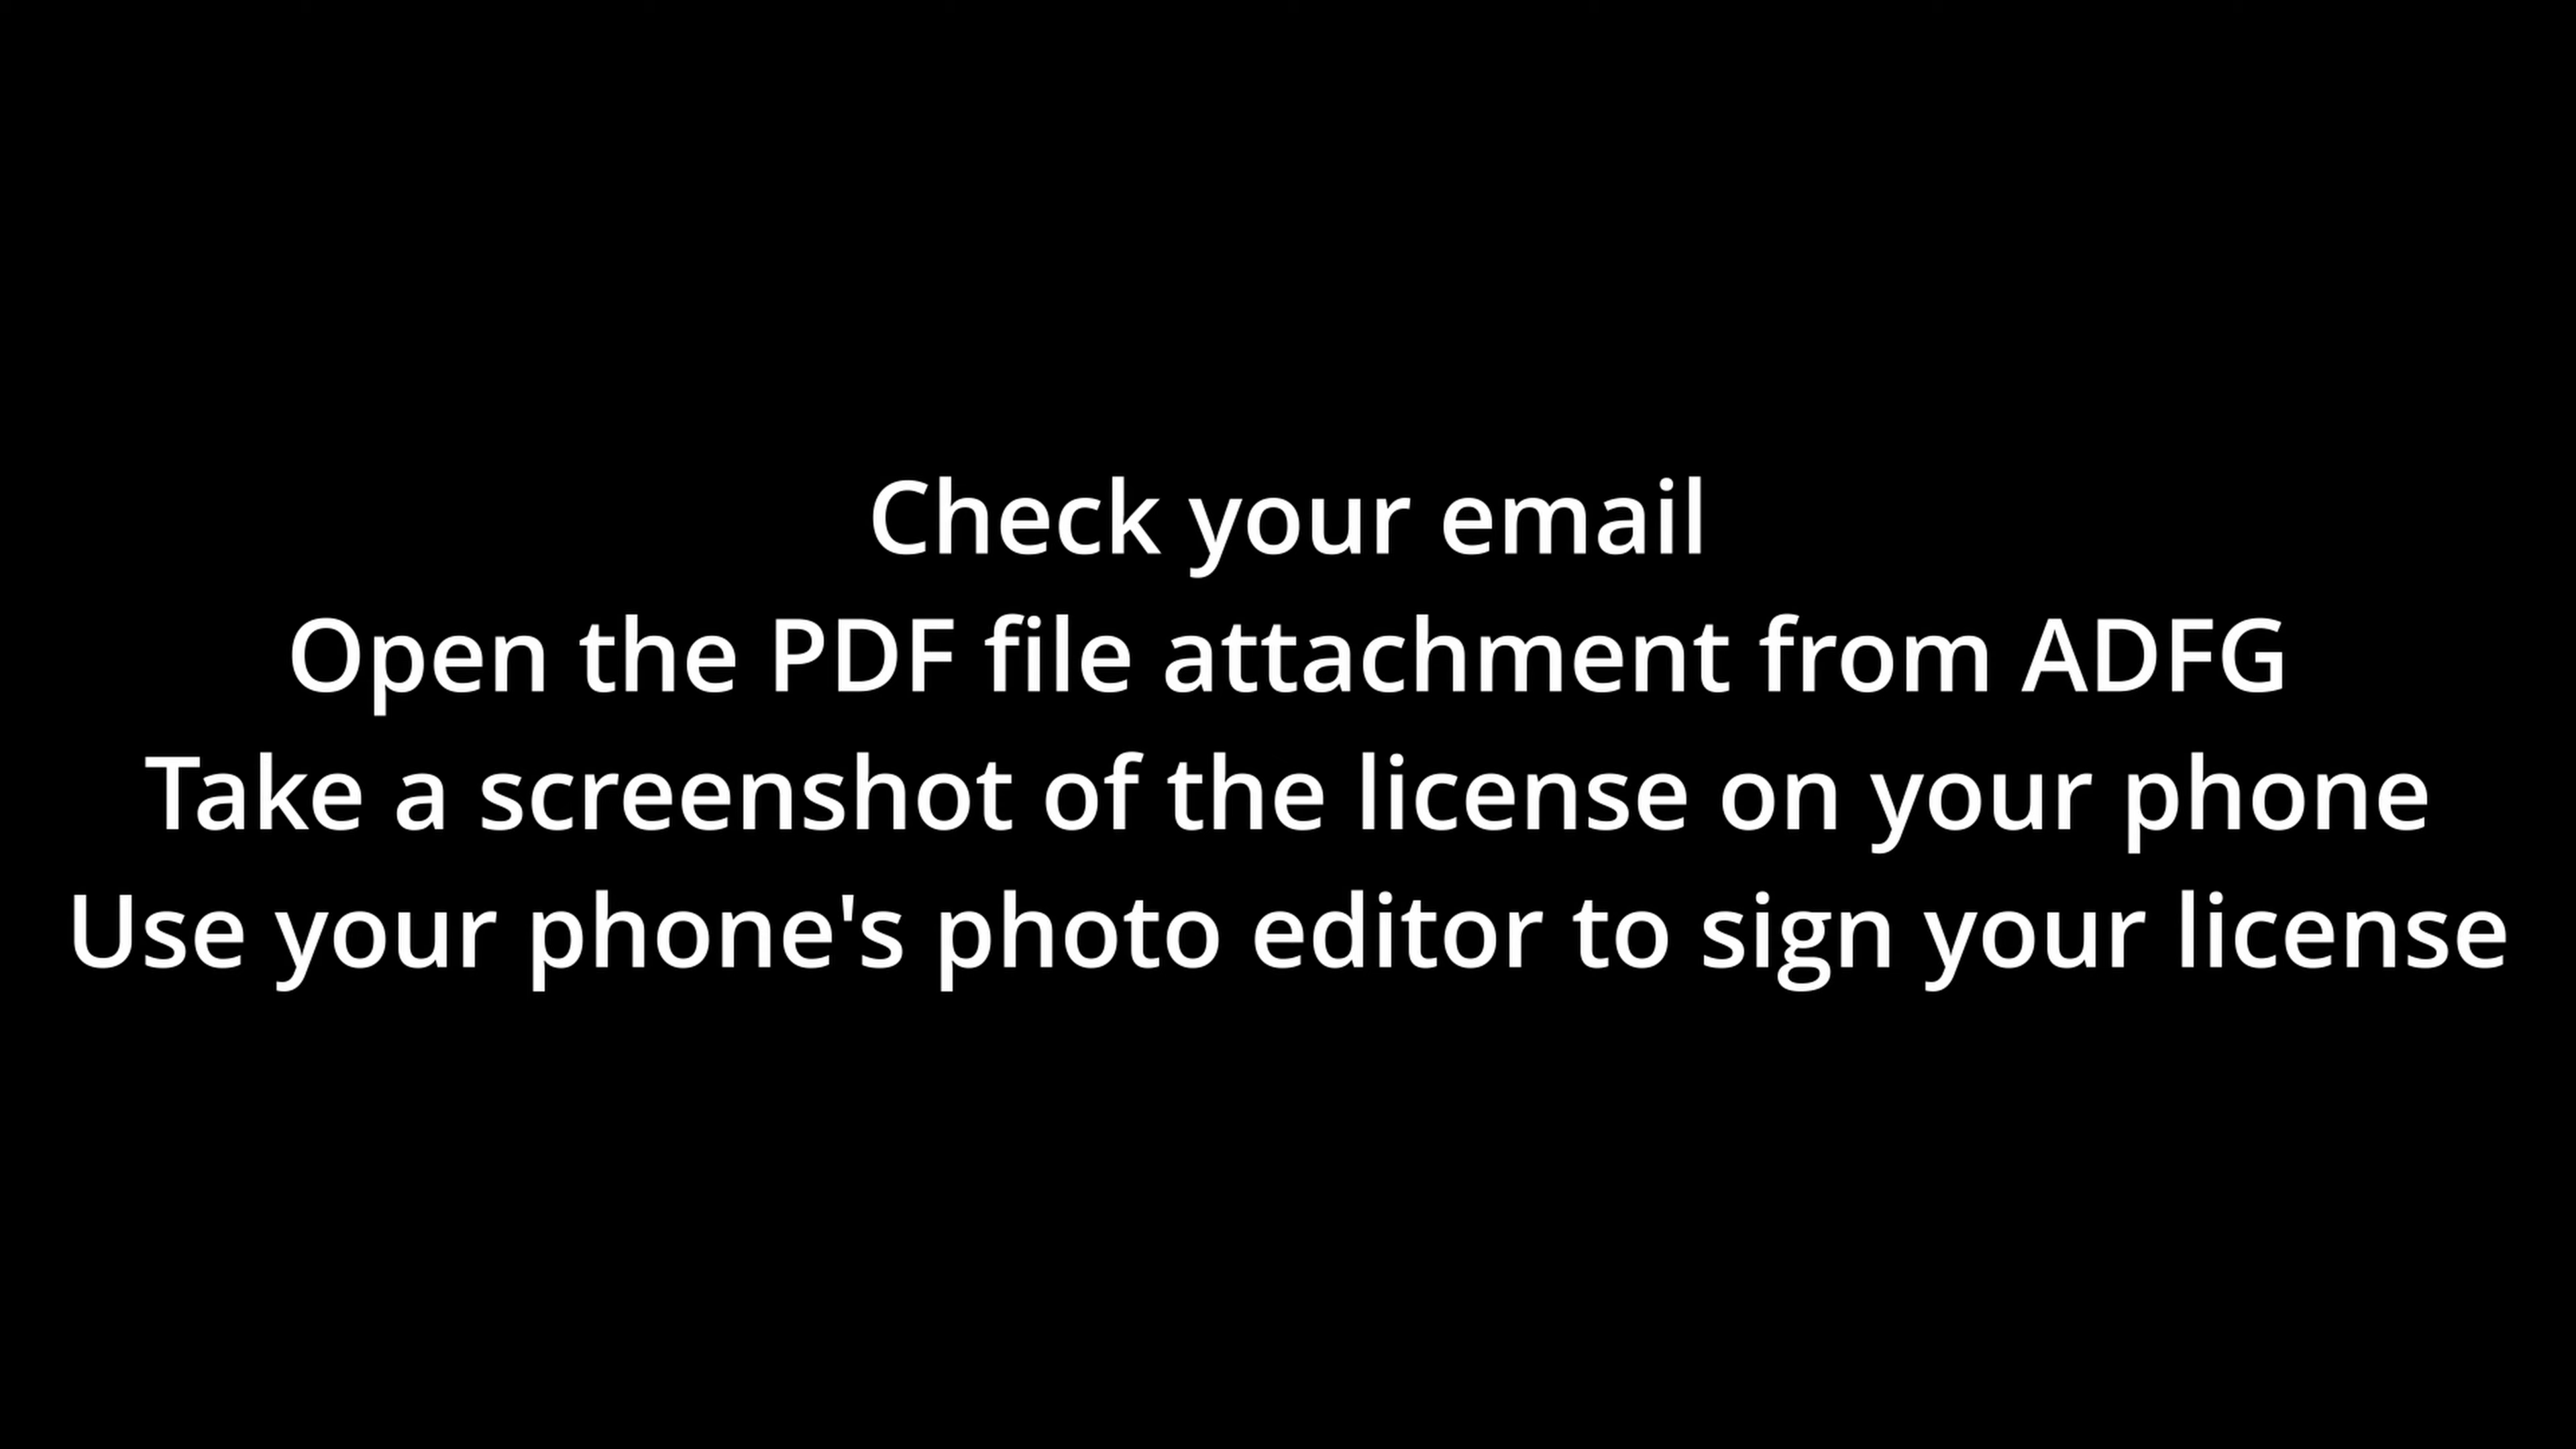 Check your email
Open the PDF file attachment from ADFG
Take a screenshot of the license on your phone
Use your phone's photo editor to sign your license